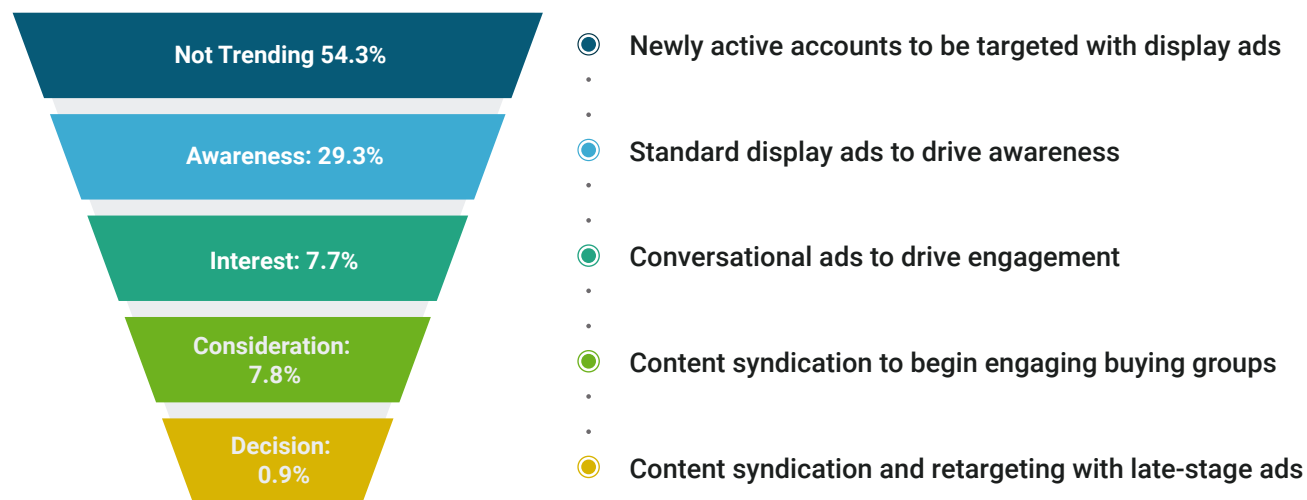 Not Trending 54.3%
Newly active accounts to be targeted with display ads
Awareness: 29.3%
Standard display ads to drive awareness
Interest: 7.7%
Conversational ads to drive engagement
Consideration:
7.8%
Content syndication to begin engaging buying groups
Decision:
0.9%
Content syndication and retargeting with late-stage ads